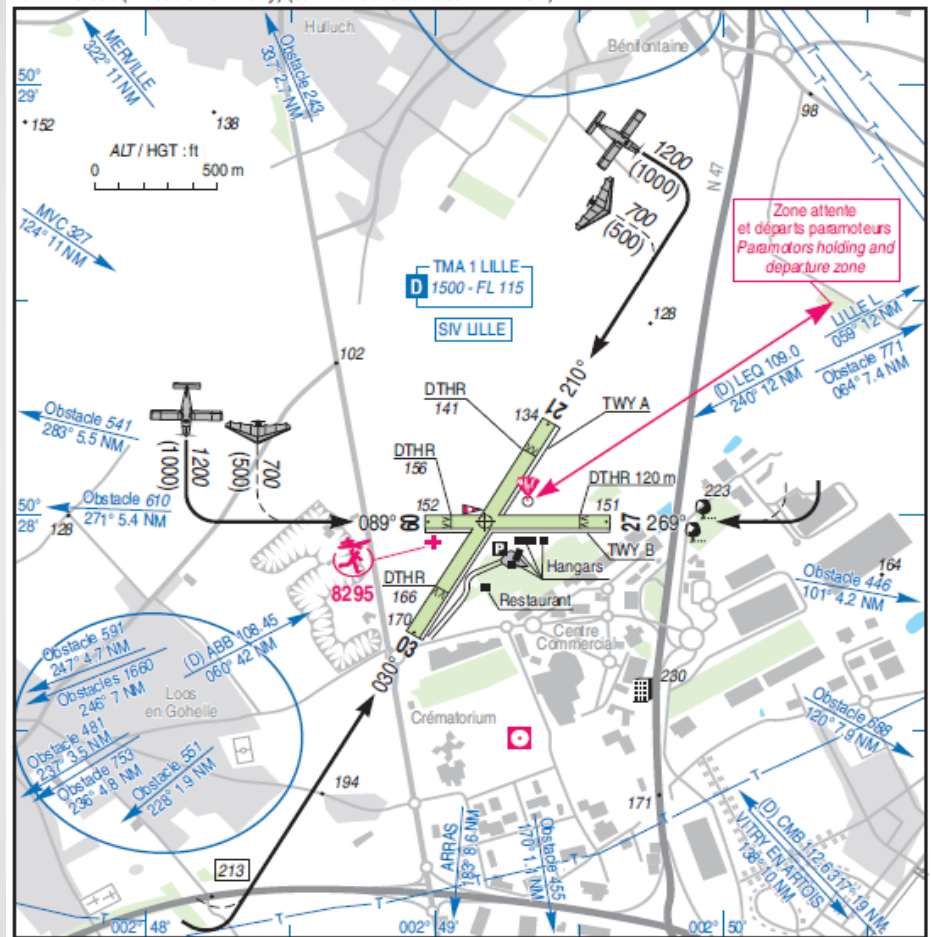 Hulluch
Bénifontaine
MERVILLE
322° 11 NM
Obstacle 243
337° 2.7 NM
50°
29'
152
138
98
ALT / HGT : ft
0 500 m
1200
(1000)
700
(500)
N 47
Zone attente
et départs paramoteurs
Paramotors holding and
departure zone
MVC 327
124° 11 NM
TMA 1 LILLE
D 1500 - FL 115
SIV LILLE
128
LILLE L
059° 12 NM
(D) LEQ 109.0
240° 12 NM
Obstacle 771
064° 7.4 NM
102
DTHR
141
134
21
210°
TWY A
Obstacle 541
283° 5.5 NM
1200
(1000)
700
(500)
DTHR
156
DTHR 120 m
Obstacle 610
271° 5.4 NM
50°
28'
128
089°
09
152
151
27
269°
223
TWY B
P
Hangars
8295
DTHR
166
Restaurant
164
Obstacle 446
101° 4.2 NM
170
03
030°
Centre
Commercial
Obstacle 591
247° 4.7 NM
Obstacles 1660
246° 7 NM
(D) ABB 108.45
060° 42 NM
Loos
en Gohelle
230
Crématorium
Obstacle 688
120° 7.9 NM
Obstacle 481
237° 3.5 NM
Obstacle 753
236° 4.8 NM
Obstacle 551
228° 1.9 NM
194
171
T
ARRAS
183° 8.6 NM
Obstacle 455
170° 1.1 NM
(D) CMB 112.6 317° 19 NM
VITRY EN ARTOIS
138° 10 NM
213
T
T
002° 48'
002° 49'
002° 50'